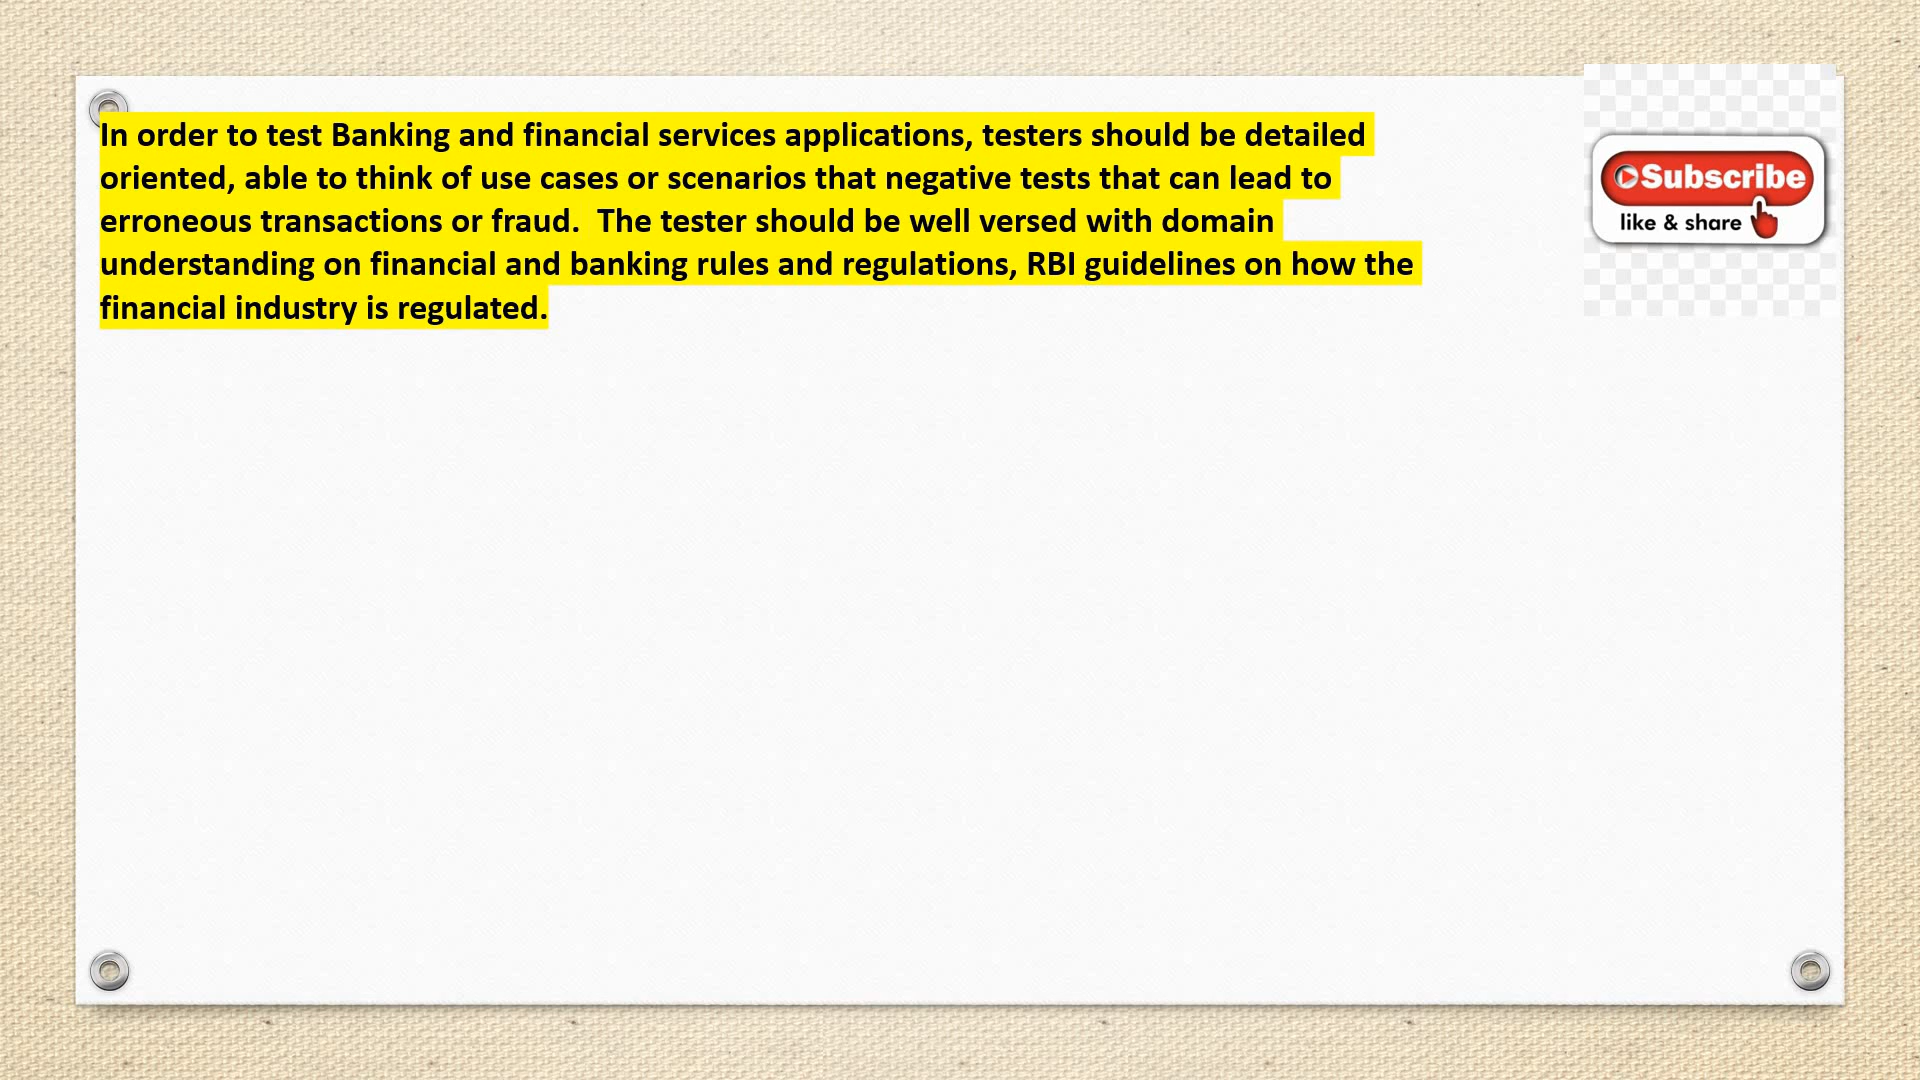 In order to test Banking and financial services applications, testers should be detailed
oriented, able to think of use cases or scenarios that negative tests that can lead to
erroneous transactions or fraud.  The tester should be well versed with domain
understanding on financial and banking rules and regulations, RBI guidelines on how the
financial industry is regulated.
Subscribe
like & share